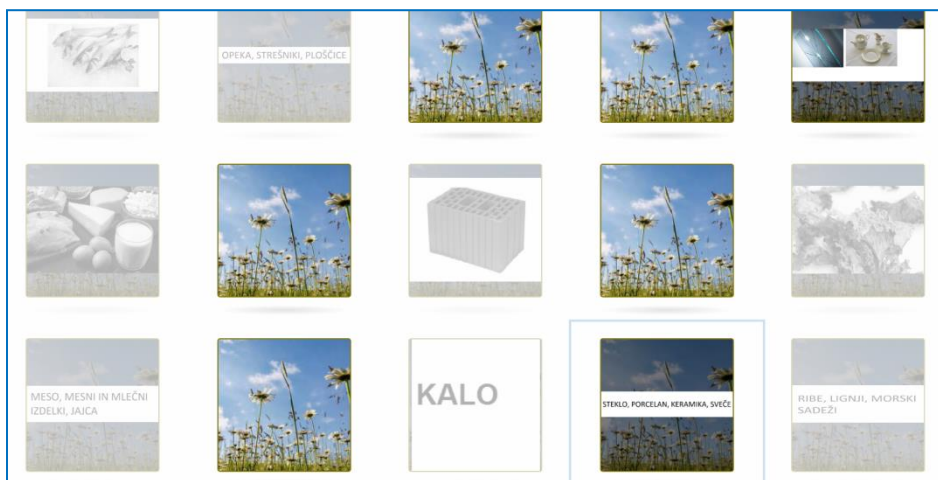 OPEKA, STREŠNIKI, PLOŠČICE
MESO, MESNI IN MLEČNI
IZDELKI, JAJCA
KALO
STEKLO, PORCELAN, KERAMIKA, SVEČE
RIBE, LIGNJI, MORSKI
SADEŽI